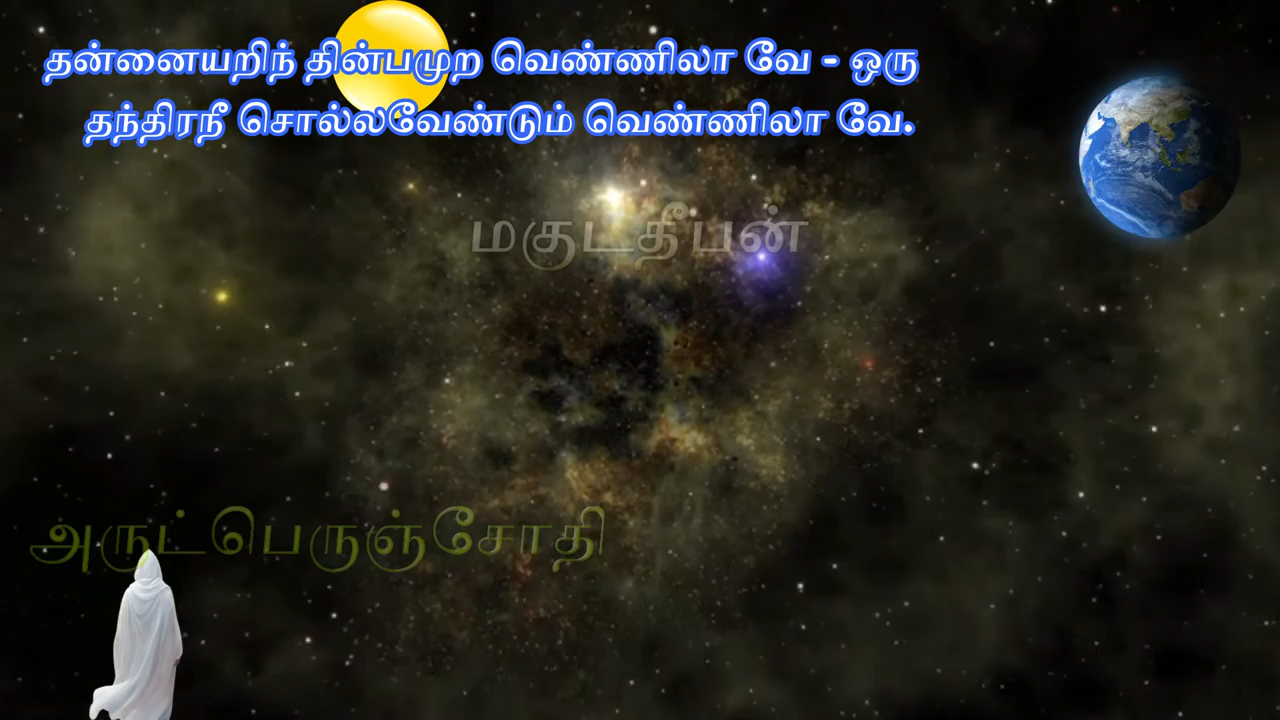 தன்னையறிந் தின்பமுற வெண்ணிலா வே - ஒரு
தந்திரநீ சொல்லவேண்டும் வெண்ணிலா வே.
மகுடதீபன்
அருட்பெருஞ்சோதி